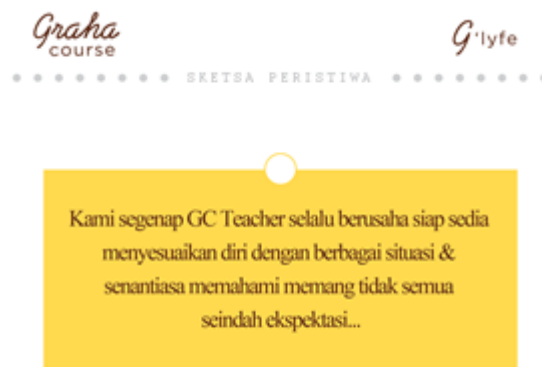 Graha
course
G'lyfe
SKETSA PERISTIWA
Kami segenap GC Teacher selalu berusaha siap sedia
menyesuaikan diri dengan berbagai situasi &
senantiasa memahami memang tidak semua
seindah ekspektasi...